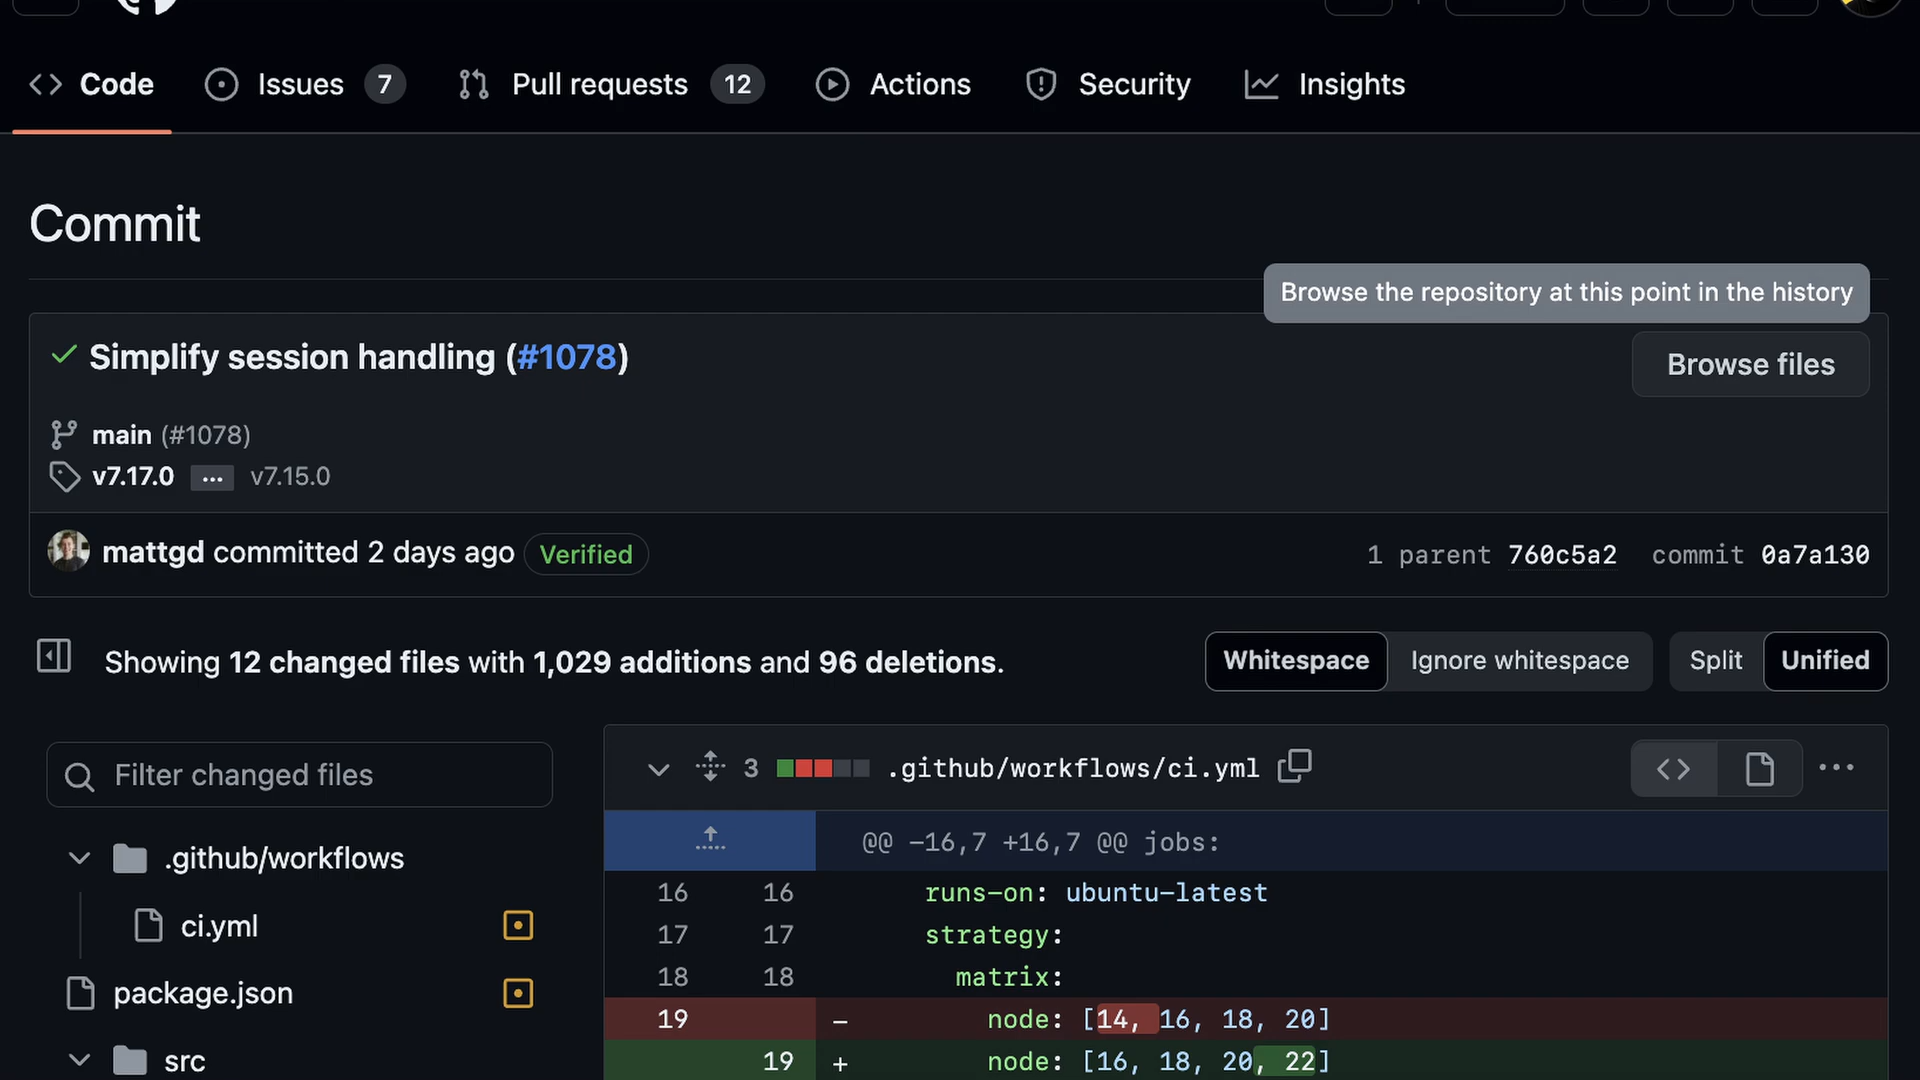 Code Issues 7 Pull requests 12 Actions Security Insights
Commit
Browse the repository at this point in the history
Simplify session handling (#1078)
Browse files
main (#1078)
v7.17.0 ... v7.15.0
mattgd committed 2 days ago Verified 1 parent 760c5a2 commit 0a7a130
Showing 12 changed files with 1,029 additions and 96 deletions.
Whitespace Ignore whitespace Split Unified
Filter changed files
.github/workflows
ci.yml
package.json
src
3 .github/workflows/ci.yml
@@ -16,7 +16,7 @@ jobs:
16 16 runs-on: ubuntu-latest
17 17 strategy:
18 18 matrix:
19 - node: [14, 16, 18, 20]
19 + node: [16, 18, 20, 22]